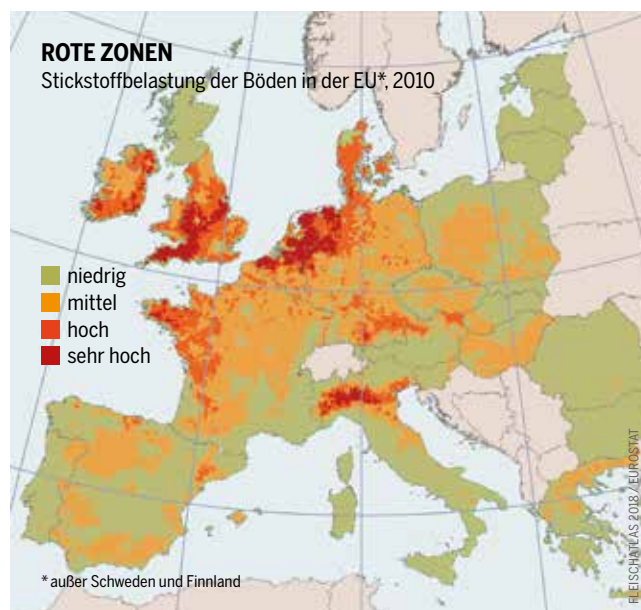 ROTE ZONEN
Stickstoffbelastung der Böden in der EU*, 2010
niedrig
mittel
hoch
sehr hoch
* außer Schweden und Finnland
FLEISCHATLAS 2018 / EUROSTAT